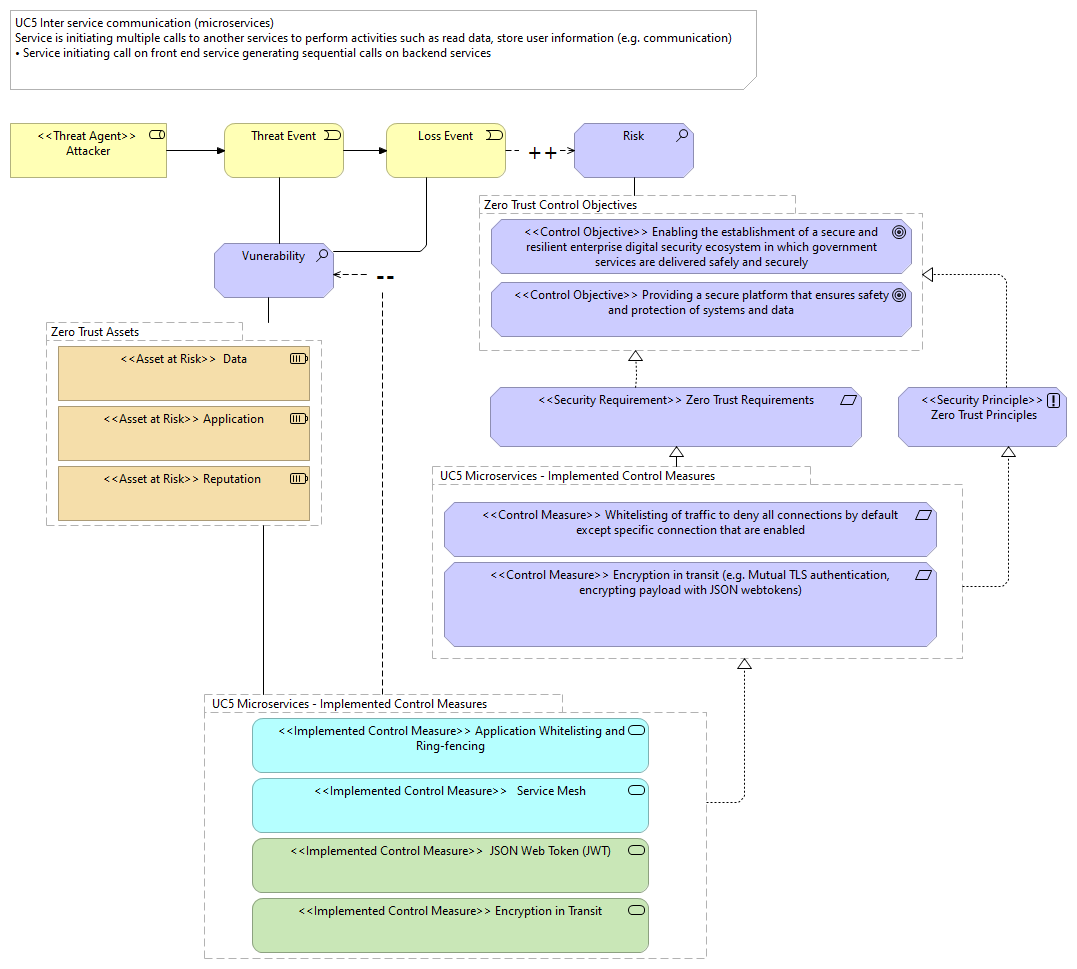 UC5 Inter service communication (microservices)
Service is initiating multiple calls to another services to perform activities such as read data, store user information (e.g. communication)
• Service initiating call on front end service generating sequential calls on backend services
<<Threat Agent>>
Attacker
Threat Event
Loss Event
++
Risk
Zero Trust Control Objectives
<<Control Objective>> Enabling the establishment of a secure and
resilient enterprise digital security ecosystem in which government
services are delivered safely and securely
<<Control Objective>> Providing a secure platform that ensures safety
and protection of systems and data
Vunerability
--
Zero Trust Assets
<<Asset at Risk>> Data
<<Asset at Risk>> Application
<<Asset at Risk>> Reputation
<<Security Requirement>> Zero Trust Requirements
<<Security Principle>>
Zero Trust Principles
UC5 Microservices - Implemented Control Measures
<<Control Measure>> Whitelisting of traffic to deny all connections by default
except specific connection that are enabled
<<Control Measure>> Encryption in transit (e.g. Mutual TLS authentication,
encrypting payload with JSON webtokens)
UC5 Microservices - Implemented Control Measures
<<Implemented Control Measure>> Application Whitelisting and
Ring-fencing
<<Implemented Control Measure>> Service Mesh
<<Implemented Control Measure>> JSON Web Token (JWT)
<<Implemented Control Measure>> Encryption in Transit